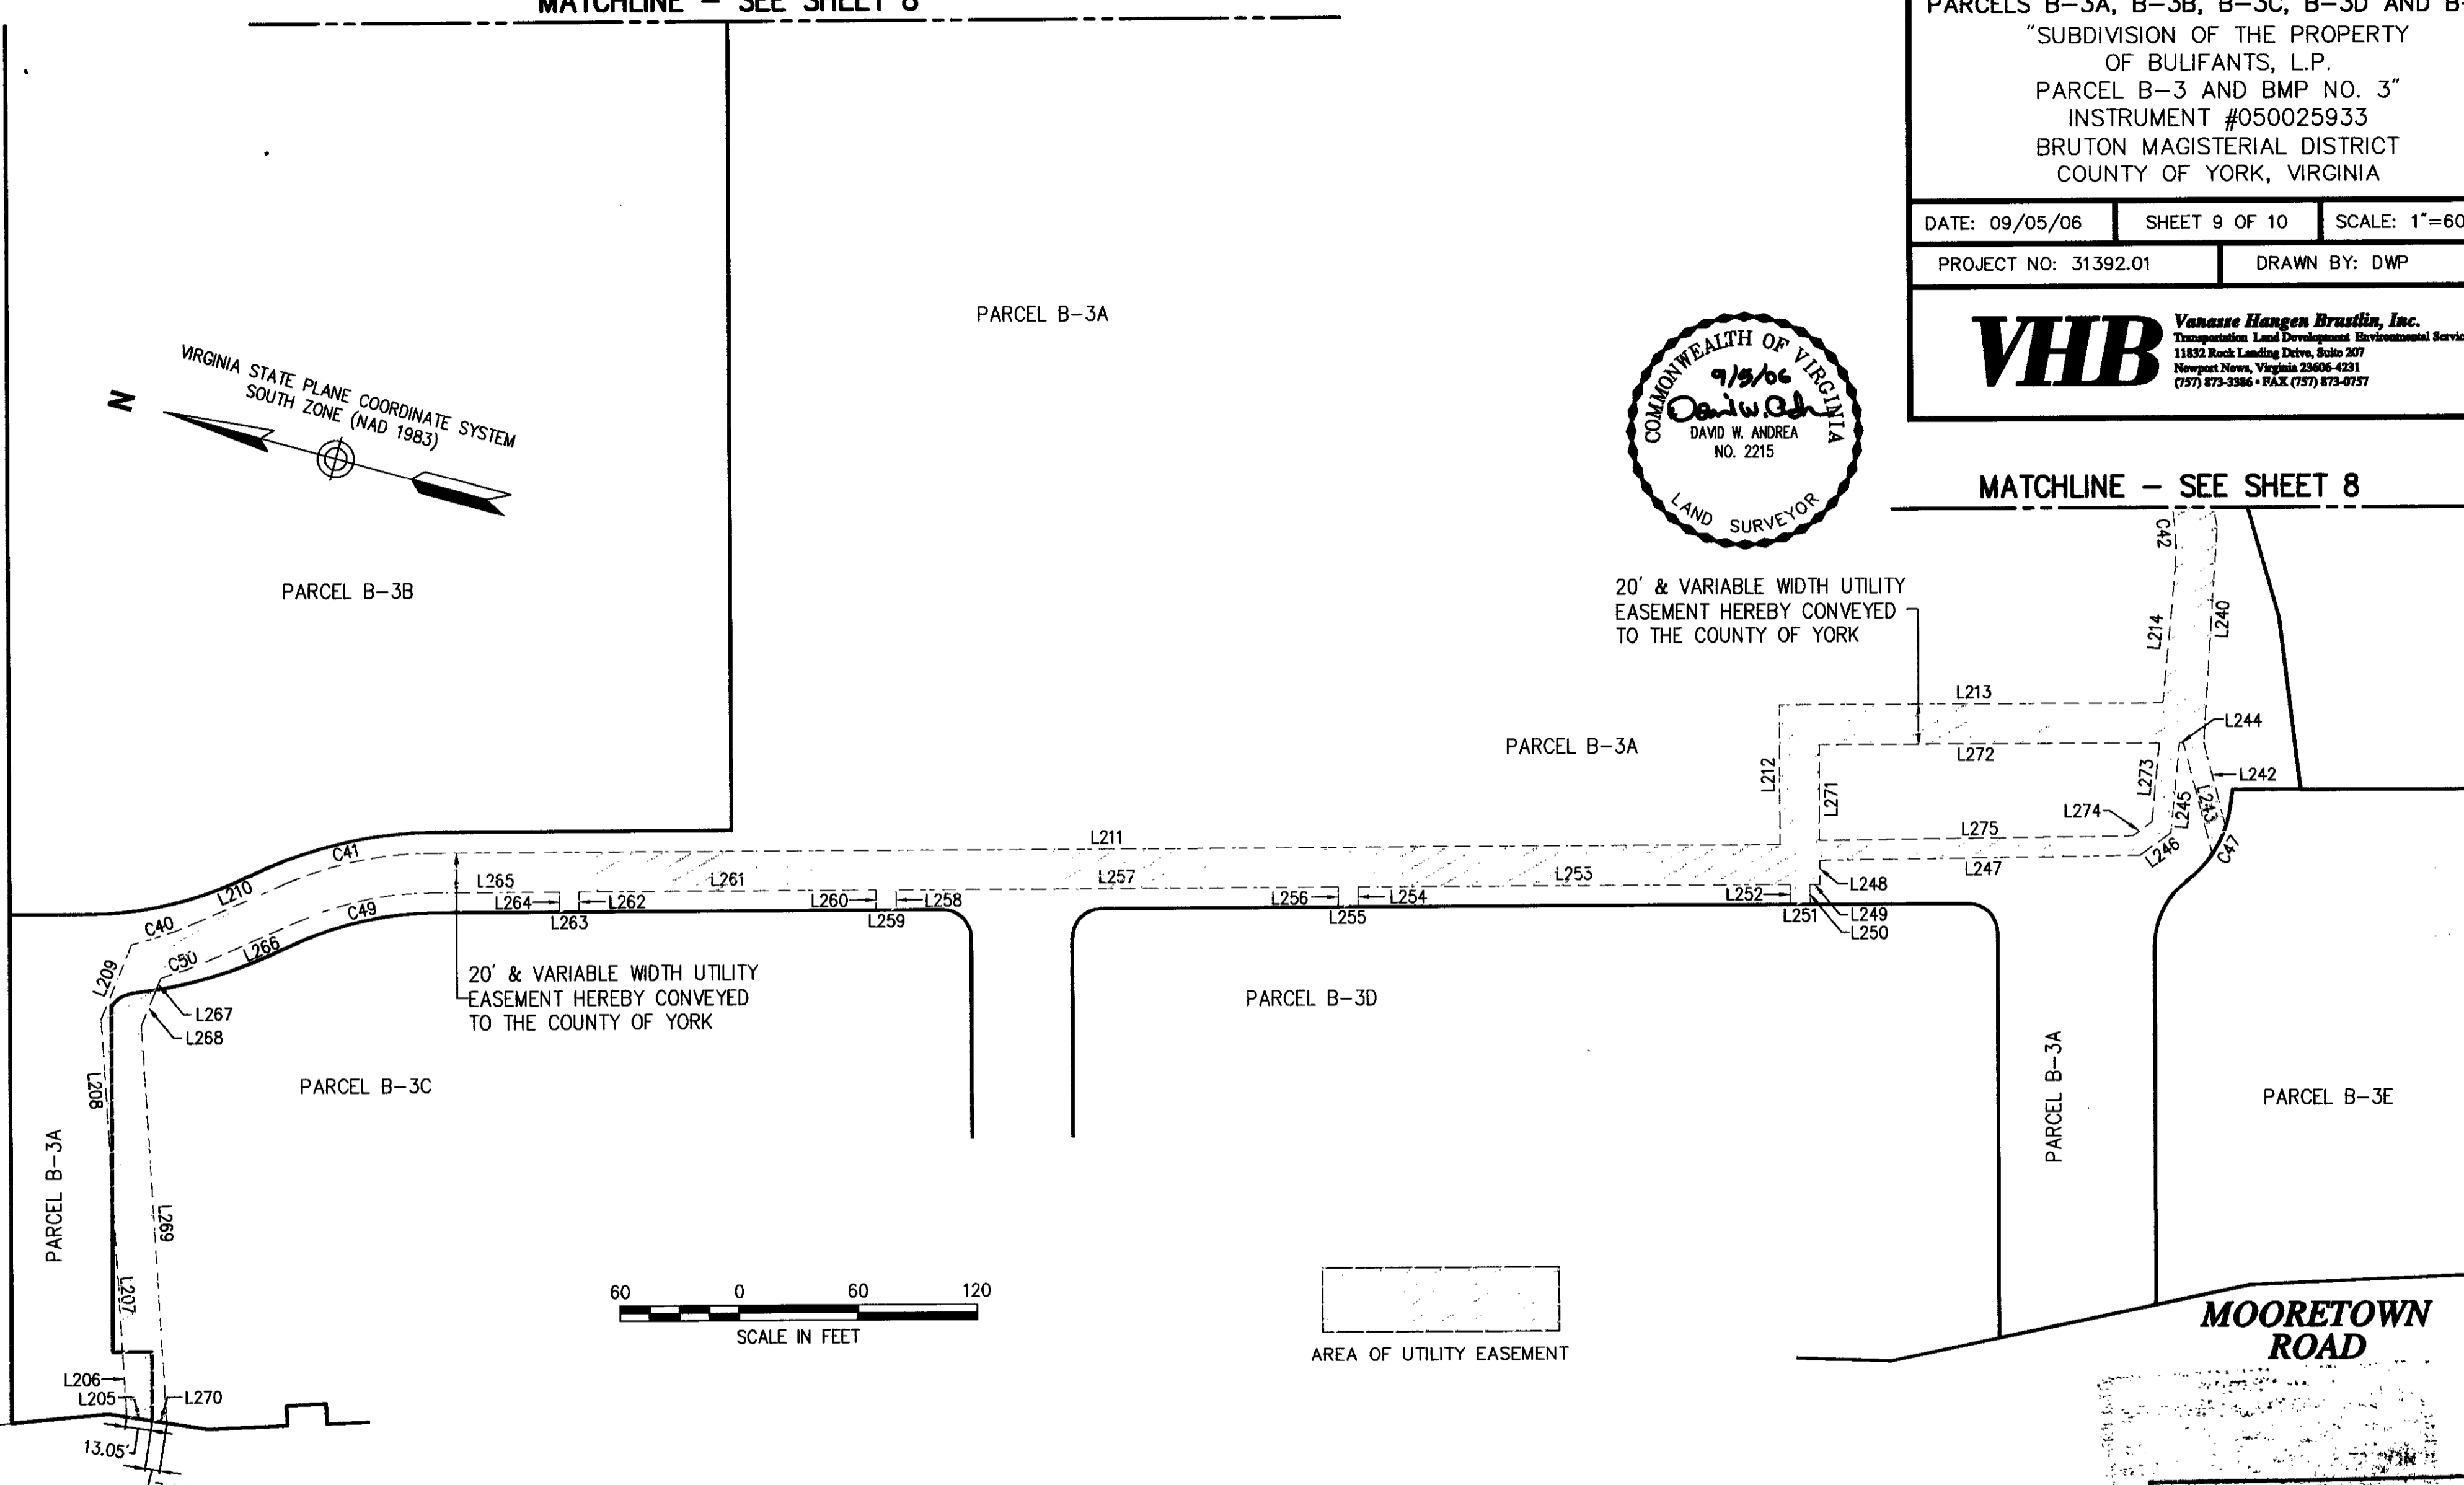 MATCHLINE – SEE SHEET 8
PARCELS B–3A, B–3B, B–3C, B–3D AND B–
"SUBDIVISION OF THE PROPERTY
OF BULIFANTS, L.P.
PARCEL B–3 AND BMP NO. 3"
INSTRUMENT #050025933
BRUTON MAGISTERIAL DISTRICT
COUNTY OF YORK, VIRGINIA
DATE: 09/05/06
SHEET 9 OF 10
SCALE: 1"=60
PROJECT NO: 31392.01
DRAWN BY: DWP
VHB
Vanasse Hangen Brustlin, Inc.
Transportation Land Development Environmental Servic
11832 Rock Landing Drive, Suite 207
Newport News, Virginia 23606-4231
(757) 873-3386 • FAX (757) 873-0757
PARCEL B–3A
VIRGINIA STATE PLANE COORDINATE SYSTEM
SOUTH ZONE (NAD 1983)
N
COMMONWEALTH OF VIRGINIA
9/5/06
DAVID W. ANDREA
NO. 2215
LAND SURVEYOR
MATCHLINE – SEE SHEET 8
PARCEL B–3B
20' & VARIABLE WIDTH UTILITY
EASEMENT HEREBY CONVEYED
TO THE COUNTY OF YORK
C42
L214
L240
L213
L244
PARCEL B–3A
L212
L271
L272
L273
L242
L245
L243
L274
L275
L246
C47
L247
L211
C41
L210
C40
L265
L261
L257
L253
L248
C49
L264
L262
L263
L260
L258
L259
L256
L254
L255
L252
L251
L249
L250
L266
C50
L209
L267
L268
20' & VARIABLE WIDTH UTILITY
EASEMENT HEREBY CONVEYED
TO THE COUNTY OF YORK
PARCEL B–3D
L208
PARCEL B–3C
PARCEL B–3A
PARCEL B–3E
PARCEL B–3A
L269
L207
60 0 60 120
SCALE IN FEET
AREA OF UTILITY EASEMENT
MOORETOWN
ROAD
L206
L205
L270
13.05'